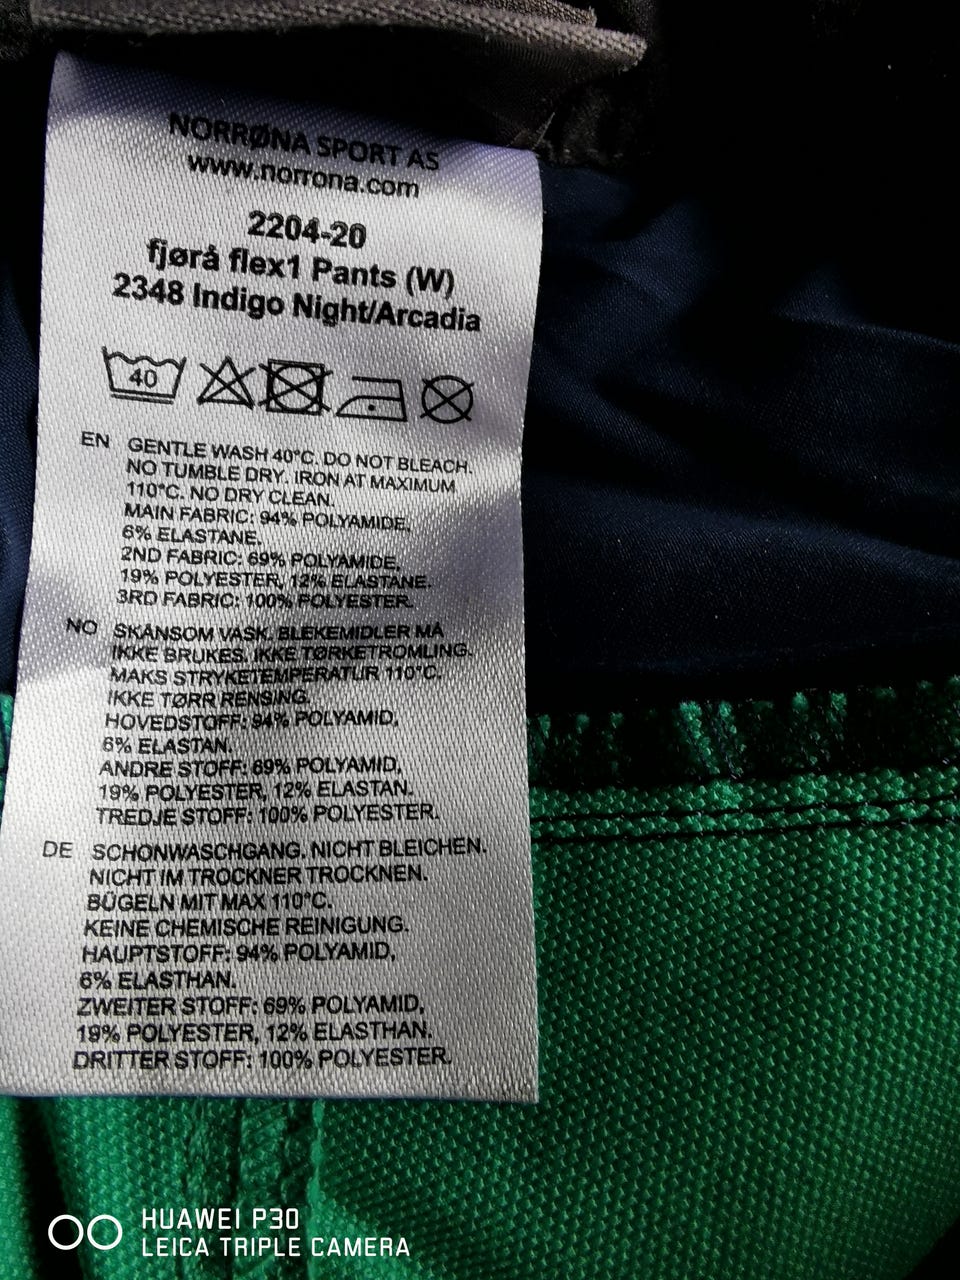 NORRØNA SPORT AS
www.norrona.com
2204-20
fjørå flex1 Pants (W)
2348 Indigo Night/Arcadia
40
EN GENTLE WASH 40°C. DO NOT BLEACH.
NO TUMBLE DRY. IRON AT MAXIMUM
110°C. NO DRY CLEAN.
MAIN FABRIC: 94% POLYAMIDE,
6% ELASTANE.
2ND FABRIC: 69% POLYAMIDE,
19% POLYESTER, 12% ELASTANE.
3RD FABRIC: 100% POLYESTER.
NO SKÅNSOM VASK. BLEKEMIDLER MÅ
IKKE BRUKES. IKKE TØRKETROMLING.
MAKS STRYKETEMPERATUR 110°C.
IKKE TØRR RENSING.
HOVEDSTOFF: 94% POLYAMID,
6% ELASTAN.
ANDRE STOFF: 69% POLYAMID,
19% POLYESTER, 12% ELASTAN.
TREDJE STOFF: 100% POLYESTER.
DE SCHONWASCHGANG. NICHT BLEICHEN.
NICHT IM TROCKNER TROCKNEN.
BÜGELN MIT MAX 110°C.
KEINE CHEMISCHE REINIGUNG.
HAUPTSTOFF: 94% POLYAMID,
6% ELASTHAN.
ZWEITER STOFF: 69% POLYAMID,
19% POLYESTER, 12% ELASTHAN.
DRITTER STOFF: 100% POLYESTER.
HUAWEI P30
LEICA TRIPLE CAMERA